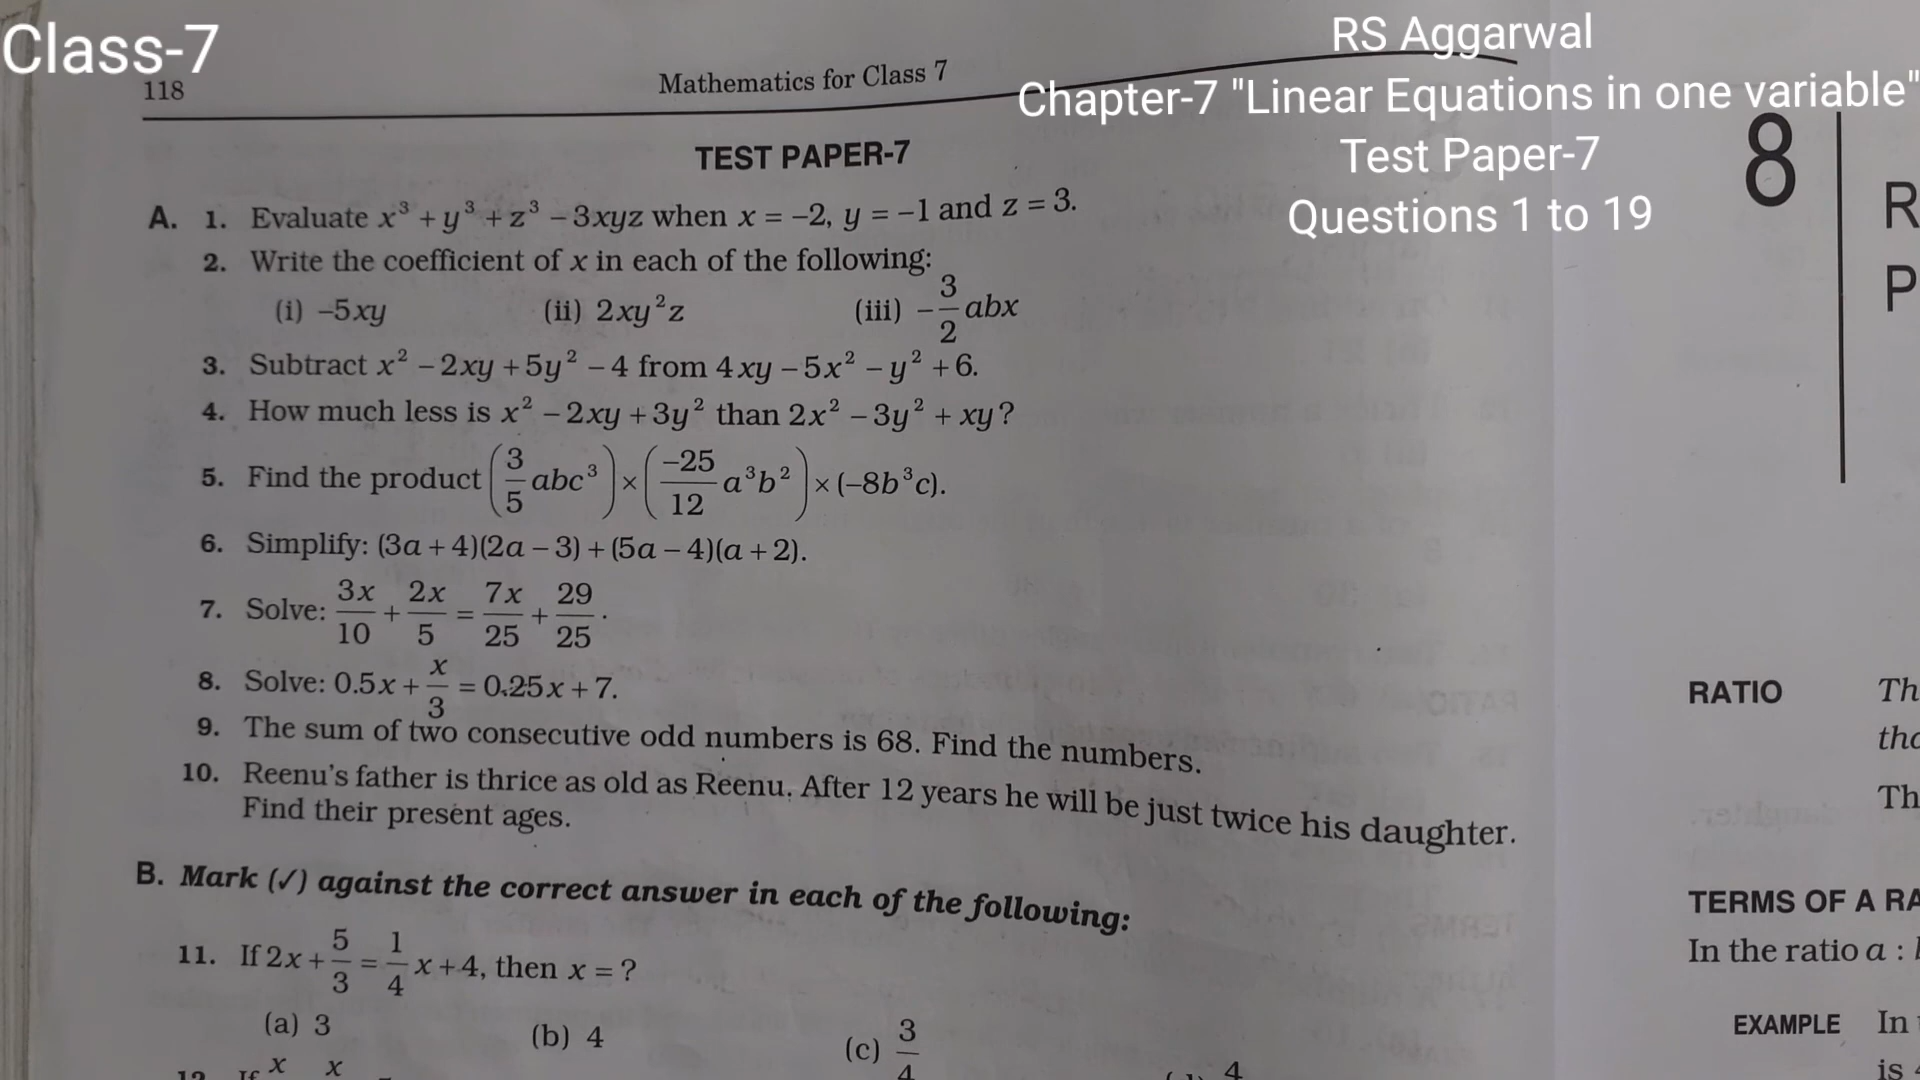 Class-7
RS Aggarwal
Chapter-7 "Linear Equations in one variable"
Test Paper-7
Questions 1 to 19
118
Mathematics for Class 7
TEST PAPER-7
A. 1. Evaluate x³ + y³ + z³ − 3xyz when x = −2, y = −1 and z = 3.
2. Write the coefficient of x in each of the following:
(i) −5xy (ii) 2xy²z (iii) −3/2 abx
3. Subtract x² − 2xy + 5y² − 4 from 4xy − 5x² − y² + 6.
4. How much less is x² − 2xy + 3y² than 2x² − 3y² + xy?
5. Find the product (3/5 abc³) × (−25/12 a³b²) × (−8b³c).
6. Simplify: (3a + 4)(2a − 3) + (5a − 4)(a + 2).
7. Solve: 3x/10 + 2x/5 = 7x/25 + 29/25.
8. Solve: 0.5x + x/3 = 0.25x + 7.
9. The sum of two consecutive odd numbers is 68. Find the numbers.
10. Reenu's father is thrice as old as Reenu. After 12 years he will be just twice his daughter.
Find their present ages.
B. Mark (✓) against the correct answer in each of the following:
11. If 2x + 5/3 = 1/4 x + 4, then x = ?
(a) 3 (b) 4 (c) 3/4
8
R
P
RATIO Th
Th
TERMS OF A RA
In the ratio a :
EXAMPLE In
is